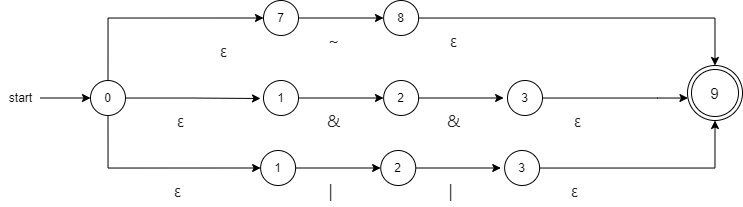 7 8
ε ~ ε
start 0 1 2 3 9
ε & & ε
1 2 3
ε | | ε